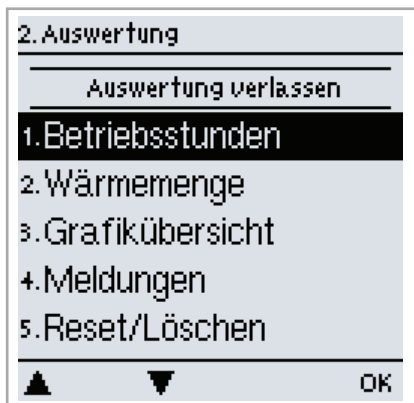 2. Auswertung
Auswertung verlassen
1. Betriebsstunden
2. Wärmemenge
3. Grafikübersicht
4. Meldungen
5. Reset/Löschen
▲ ▼ OK